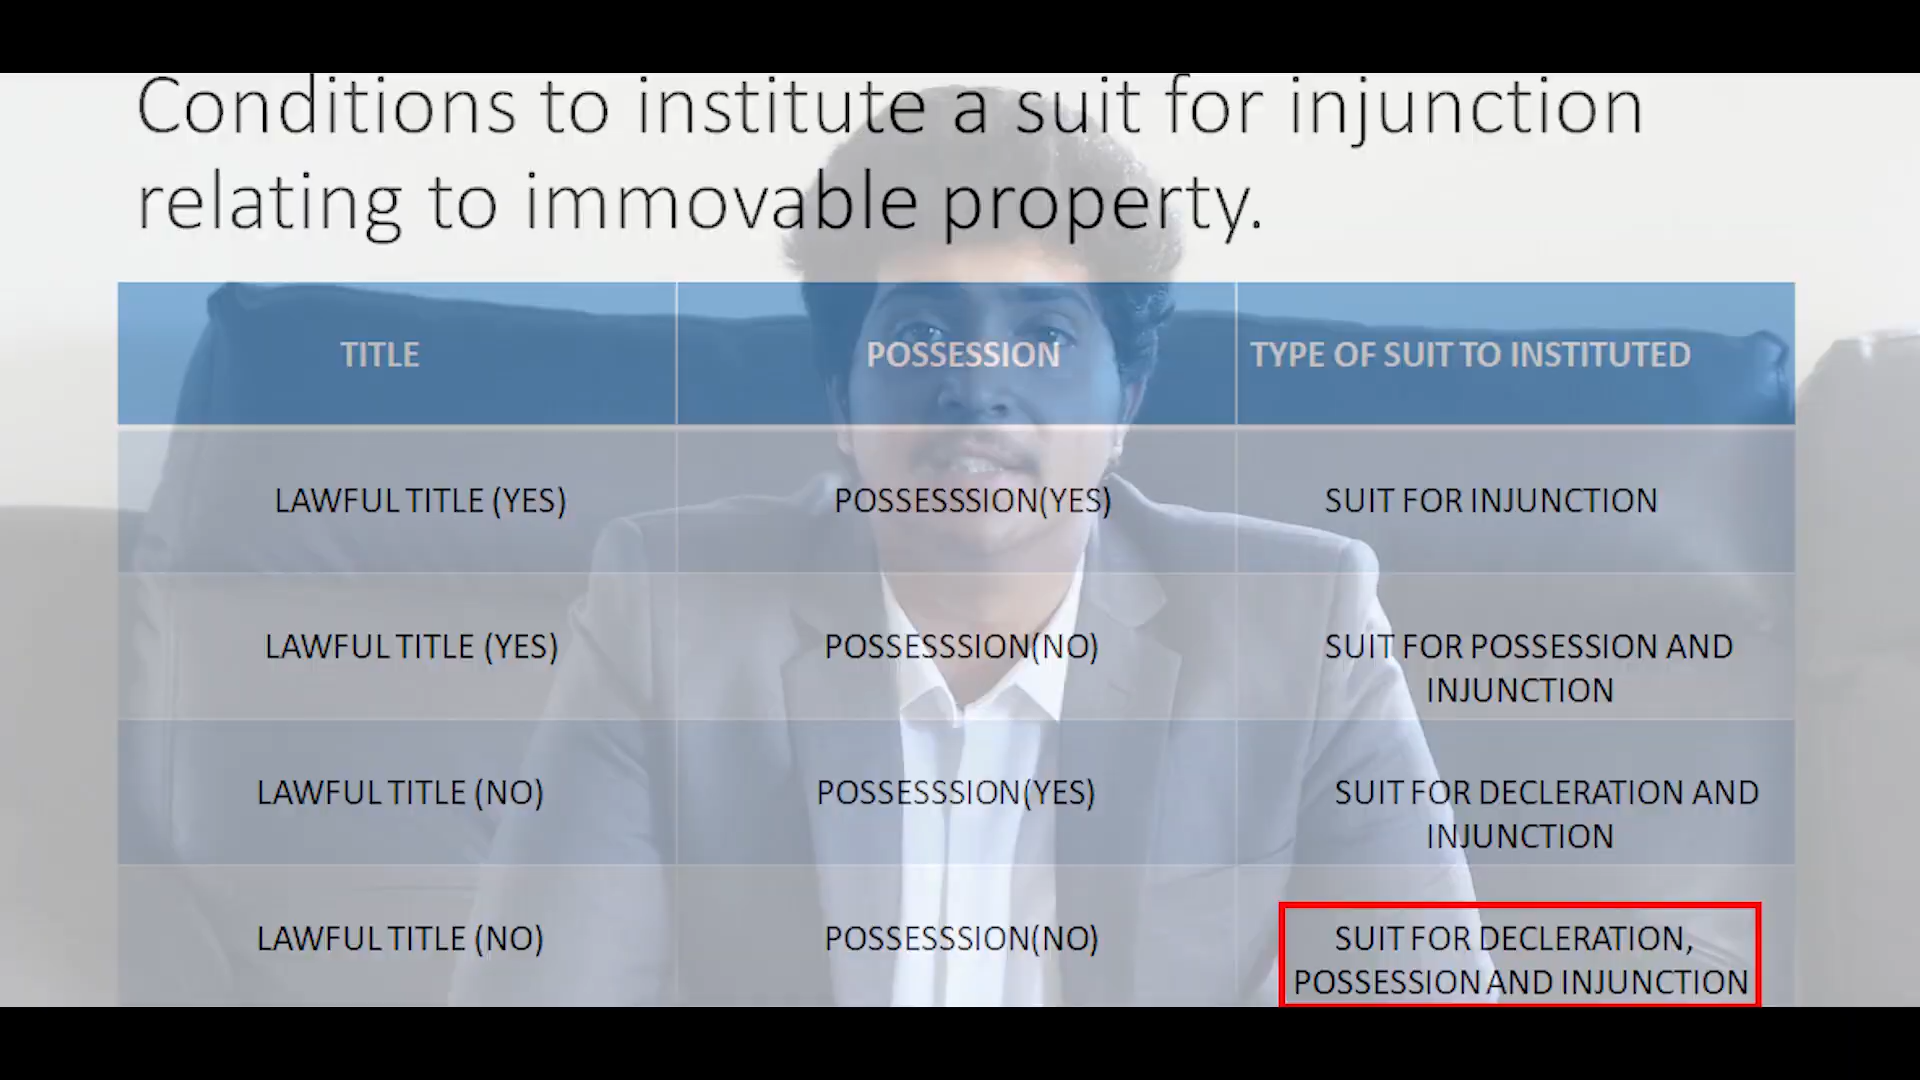 Conditions to institute a suit for injunction
relating to immovable property.
TITLE
POSSESSION
TYPE OF SUIT TO INSTITUTED
LAWFUL TITLE (YES)
POSSESSSION(YES)
SUIT FOR INJUNCTION
LAWFUL TITLE (YES)
POSSESSSION(NO)
SUIT FOR POSSESSION AND
INJUNCTION
LAWFUL TITLE (NO)
POSSESSSION(YES)
SUIT FOR DECLERATION AND
INJUNCTION
LAWFUL TITLE (NO)
POSSESSSION(NO)
SUIT FOR DECLERATION,
POSSESSION AND INJUNCTION